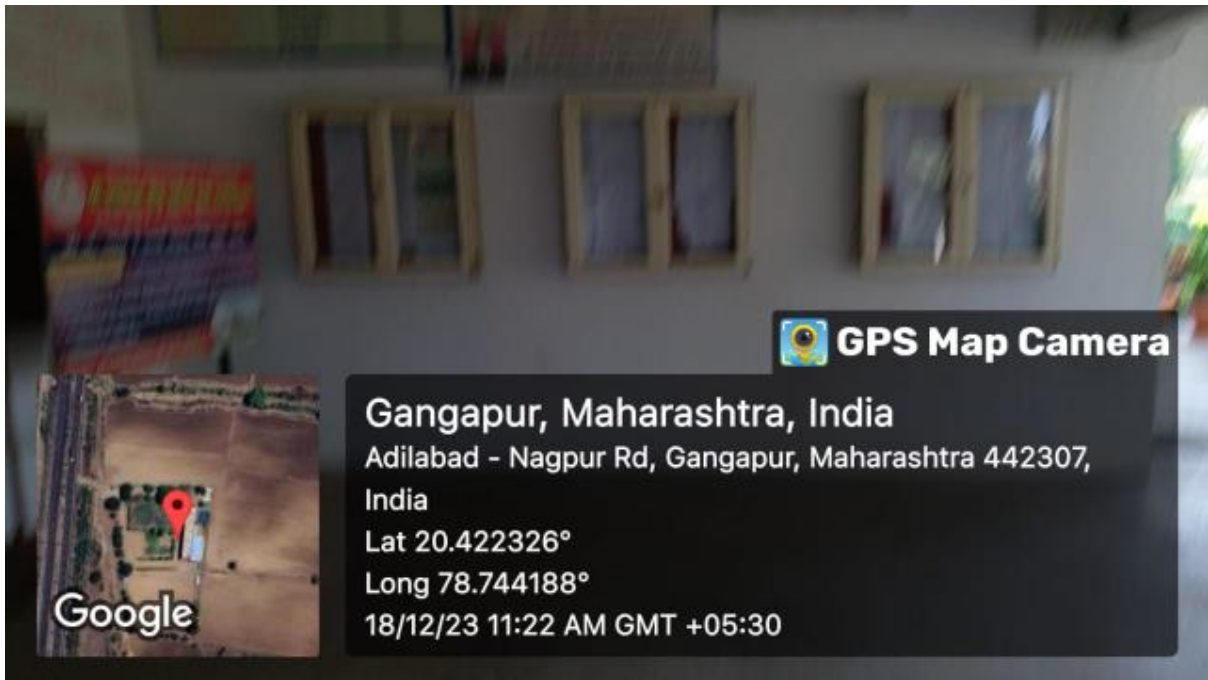 GPS Map Camera
Gangapur, Maharashtra, India
Adilabad - Nagpur Rd, Gangapur, Maharashtra 442307,
India
Lat 20.422326°
Long 78.744188°
18/12/23 11:22 AM GMT +05:30
Google